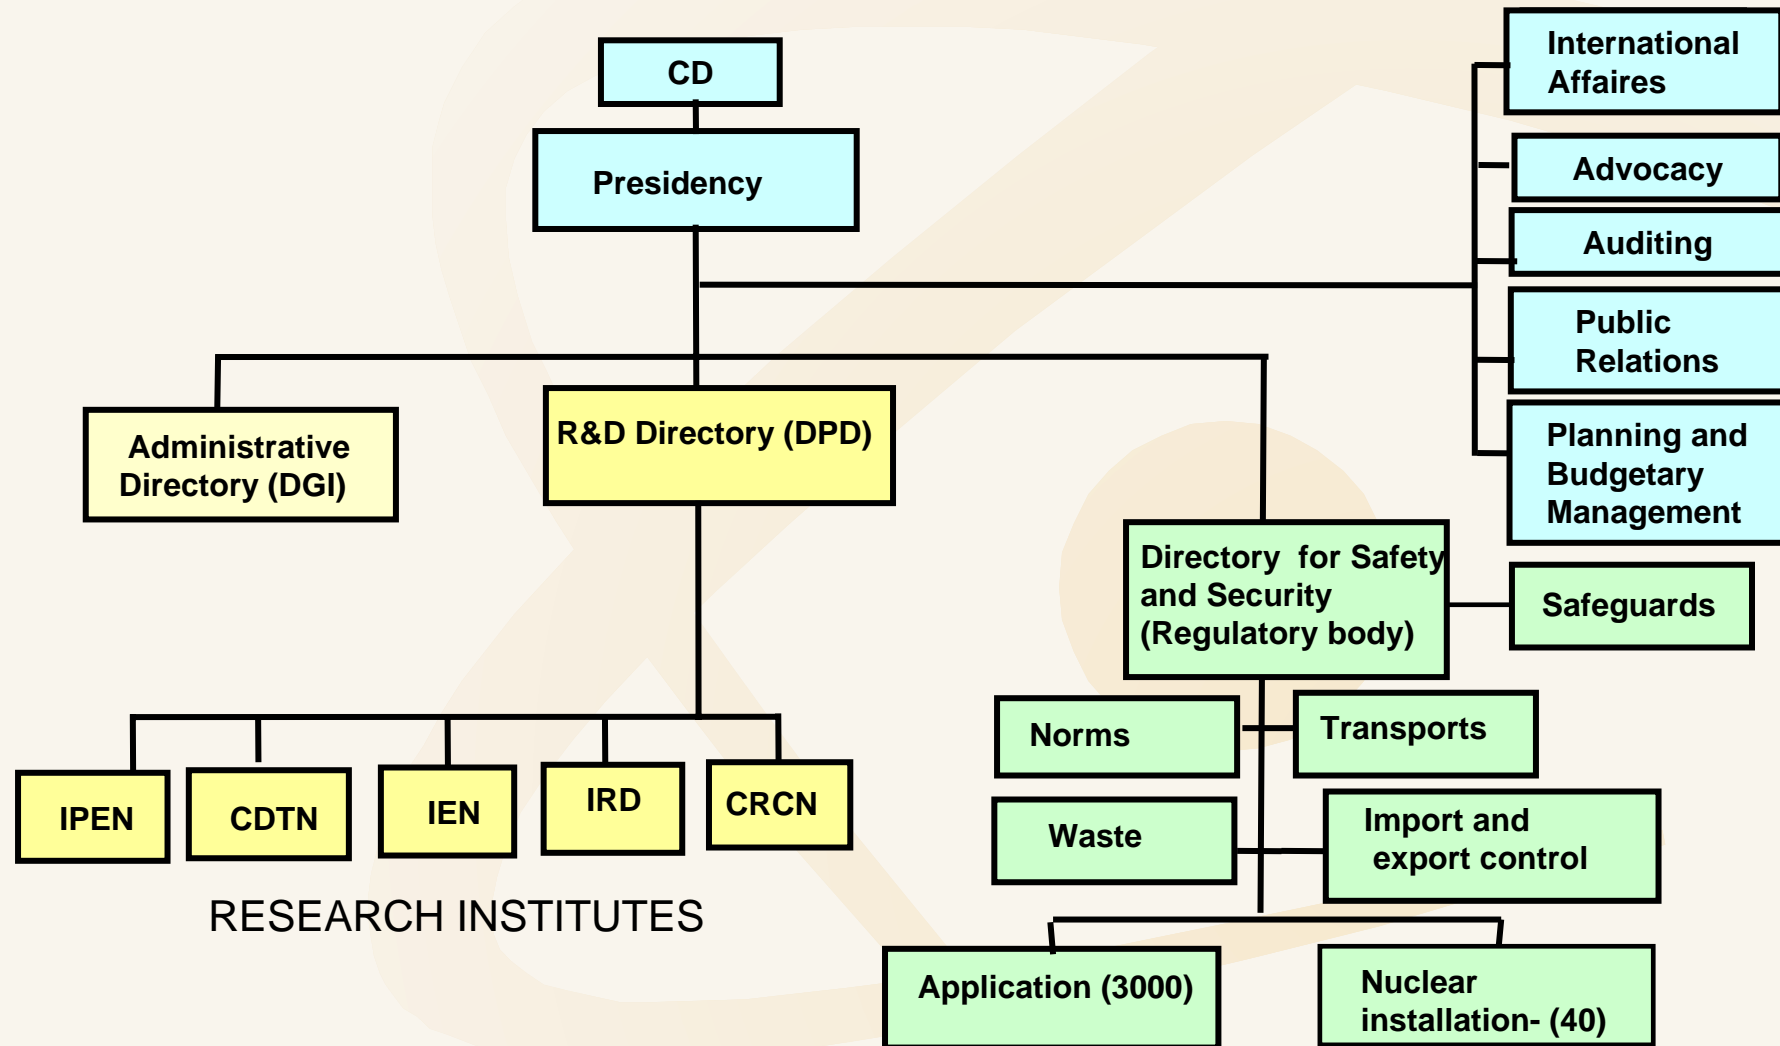 CD
Presidency
International
Affaires
Advocacy
Auditing
Public
Relations
Planning and
Budgetary
Management
Administrative
Directory (DGI)
R&D Directory (DPD)
Directory for Safety
and Security
(Regulatory body)
Safeguards
Norms
Transports
Waste
Import and
export control
Application (3000)
Nuclear
installation- (40)
IPEN
CDTN
IEN
IRD
CRCN
RESEARCH INSTITUTES